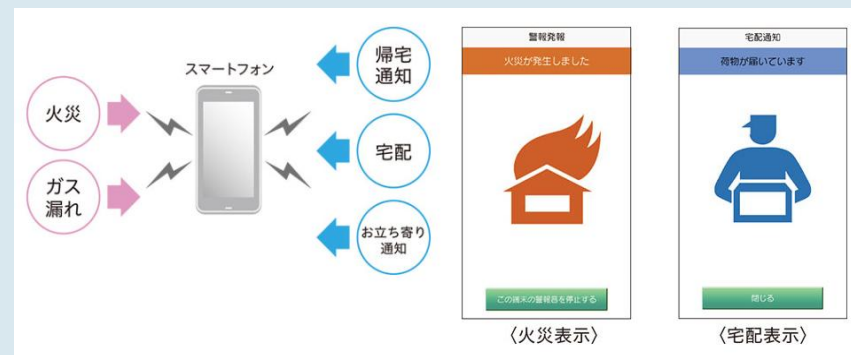 スマートフォン
火災
ガス
漏れ
帰宅
通知
宅配
お立ち寄り
通知
警報発報
火災が発生しました
この端末の警報音を停止する
〈火災表示〉
宅配通知
荷物が届いています
閉じる
〈宅配表示〉